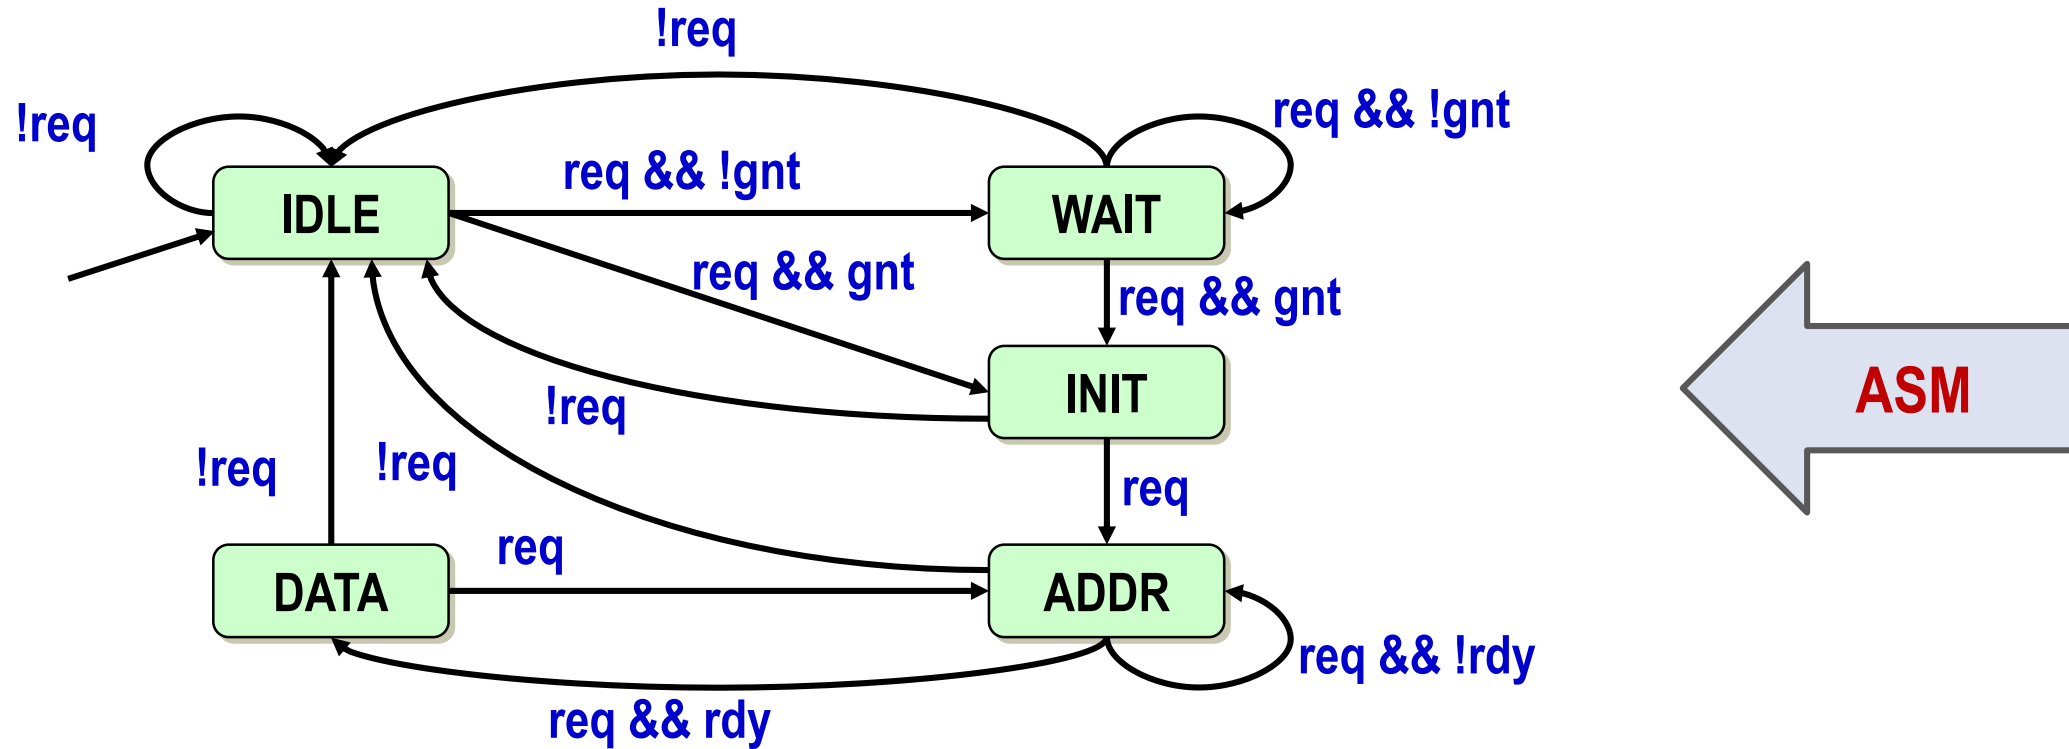 !req
!req
req && !gnt
req && !gnt
IDLE
WAIT
req && gnt
req && gnt
INIT
ASM
!req
!req
!req
req
req
DATA
ADDR
req && !rdy
req && rdy